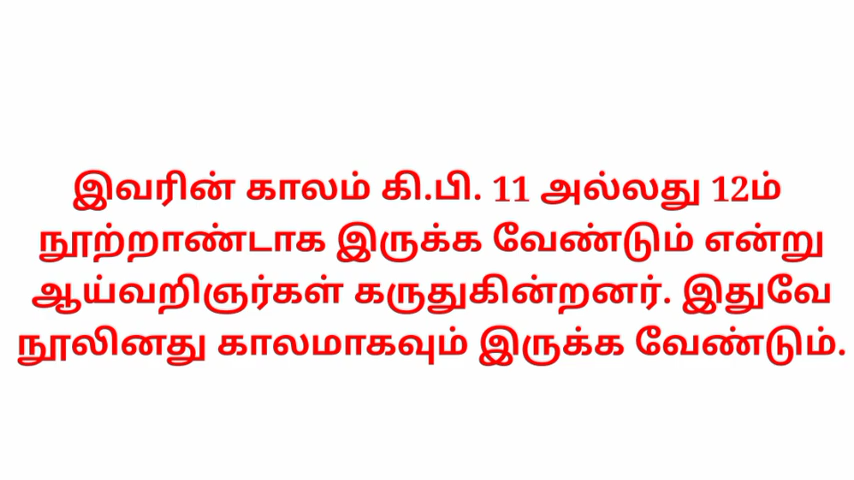 இவரின் காலம் கி.பி. 11 அல்லது 12ம்
நூற்றாண்டாக இருக்க வேண்டும் என்று
ஆய்வறிஞர்கள் கருதுகின்றனர். இதுவே
நூலினது காலமாகவும் இருக்க வேண்டும்.